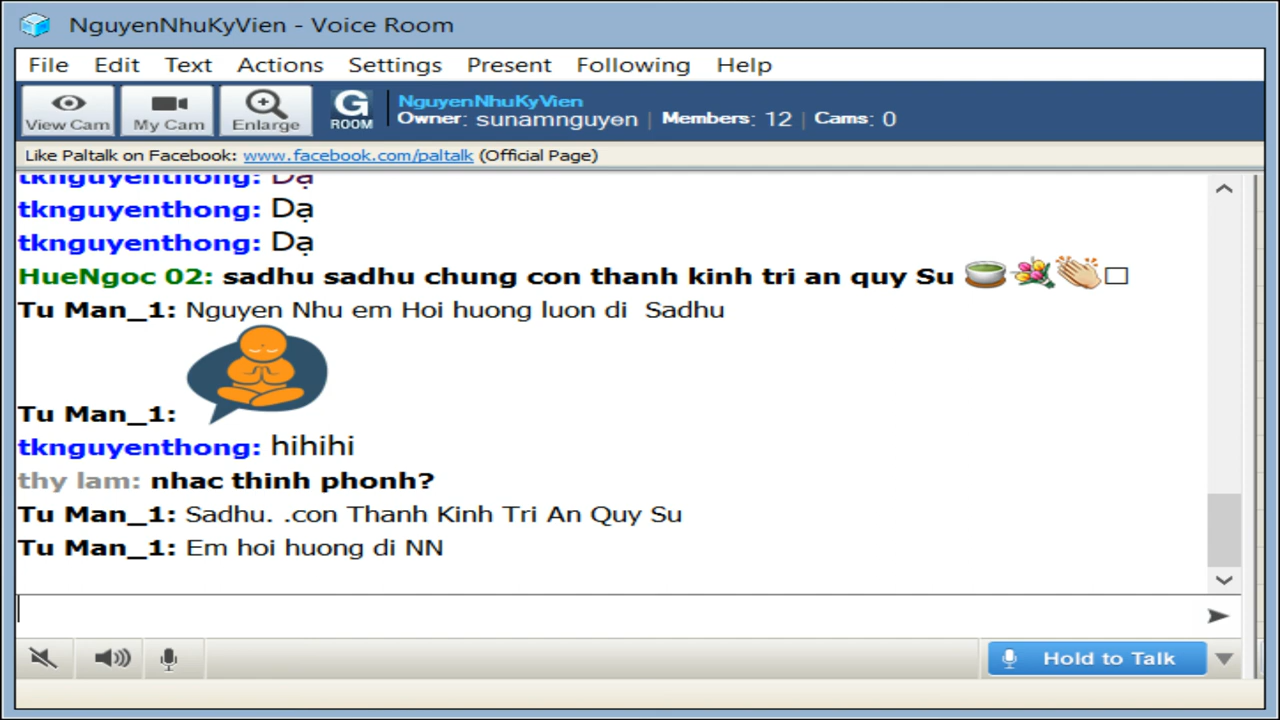 NguyenNhuKyVien - Voice Room
File Edit Text Actions Settings Present Following Help
View Cam My Cam Enlarge G ROOM
NguyenNhuKyVien
Owner: sunamnguyen | Members: 12 | Cams: 0
Like Paltalk on Facebook: www.facebook.com/paltalk (Official Page)
tknguyenthong: Dạ
tknguyenthong: Dạ
tknguyenthong: Dạ
HueNgoc 02: sadhu sadhu chung con thanh kinh tri an quy Su
Tu Man_1: Nguyen Nhu em Hoi huong luon di Sadhu
Tu Man_1:
tknguyenthong: hihihi
thy lam: nhac thinh phonh?
Tu Man_1: Sadhu. .con Thanh Kinh Tri An Quy Su
Tu Man_1: Em hoi huong di NN
Hold to Talk